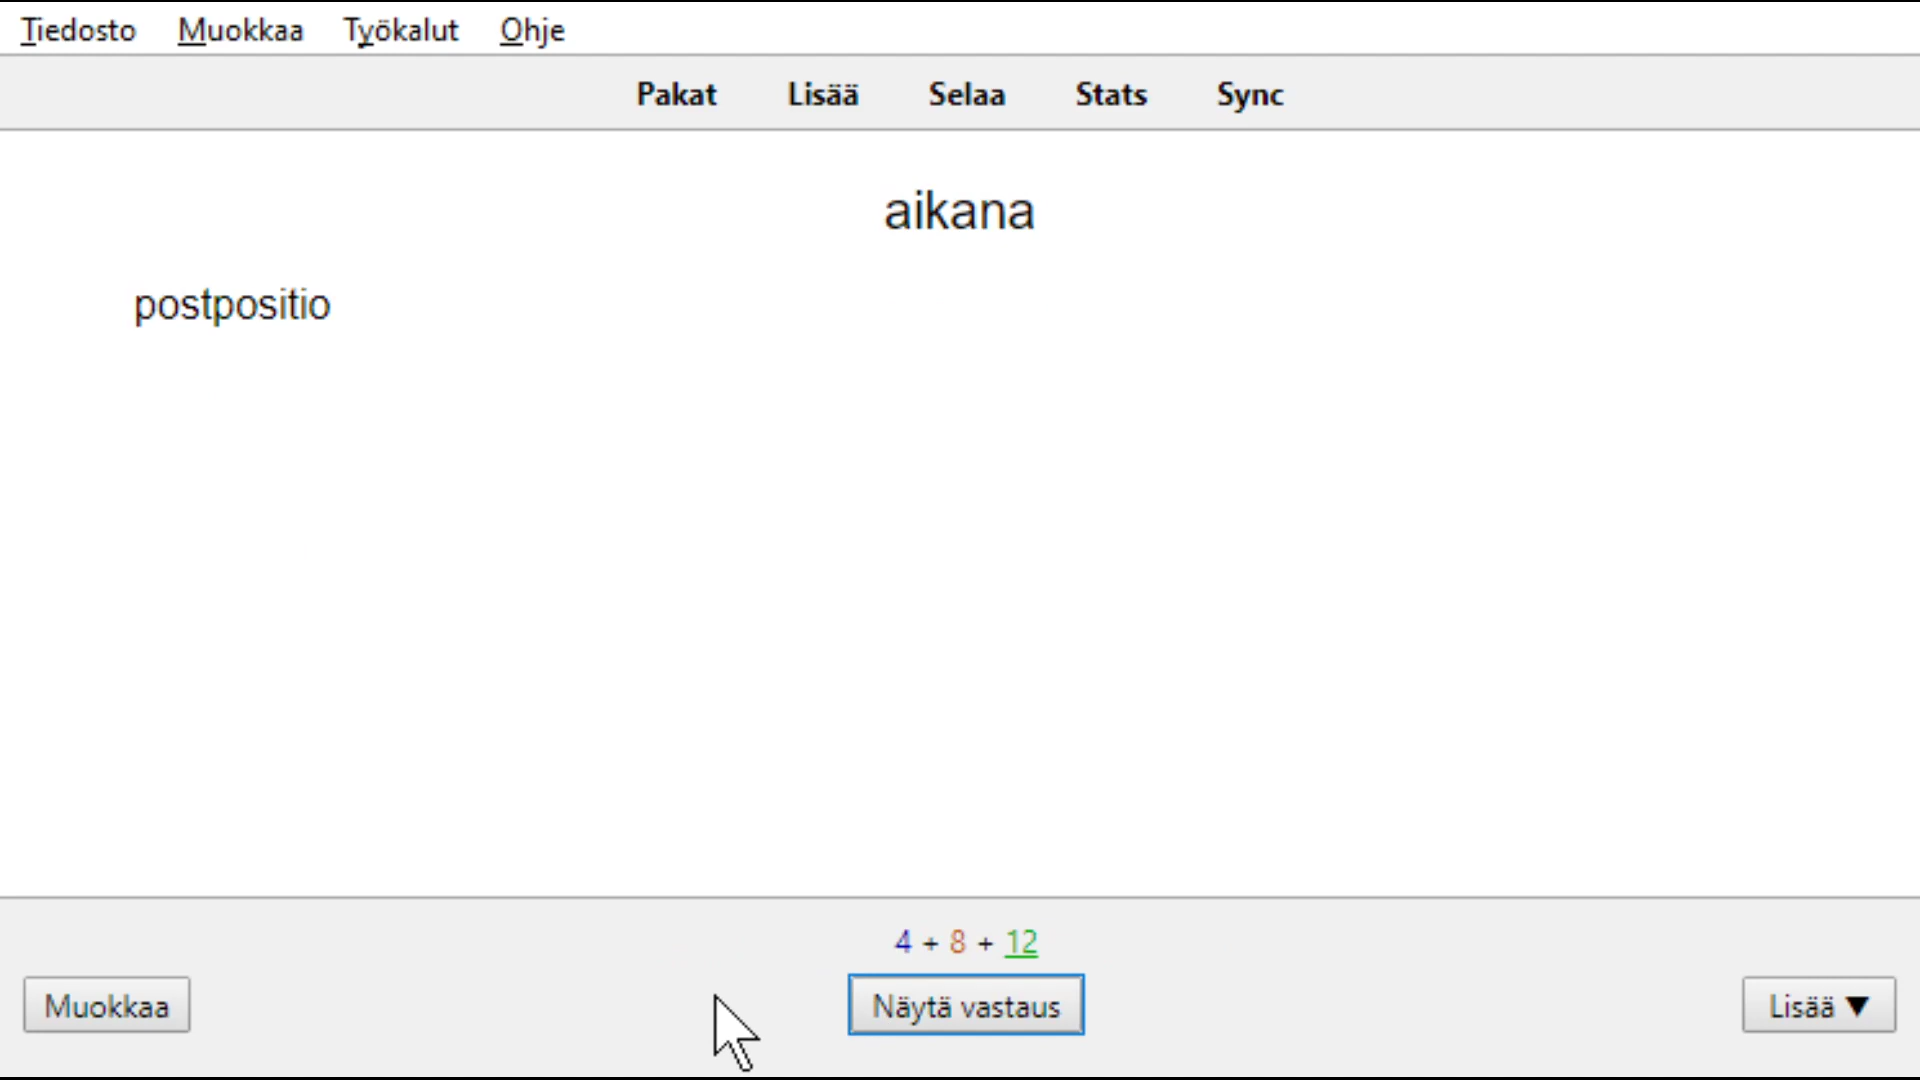 Tiedosto Muokkaa Työkalut Ohje
Pakat Lisää Selaa Stats Sync
aikana
postpositio
4 + 8 + 12
Muokkaa Näytä vastaus Lisää ▼